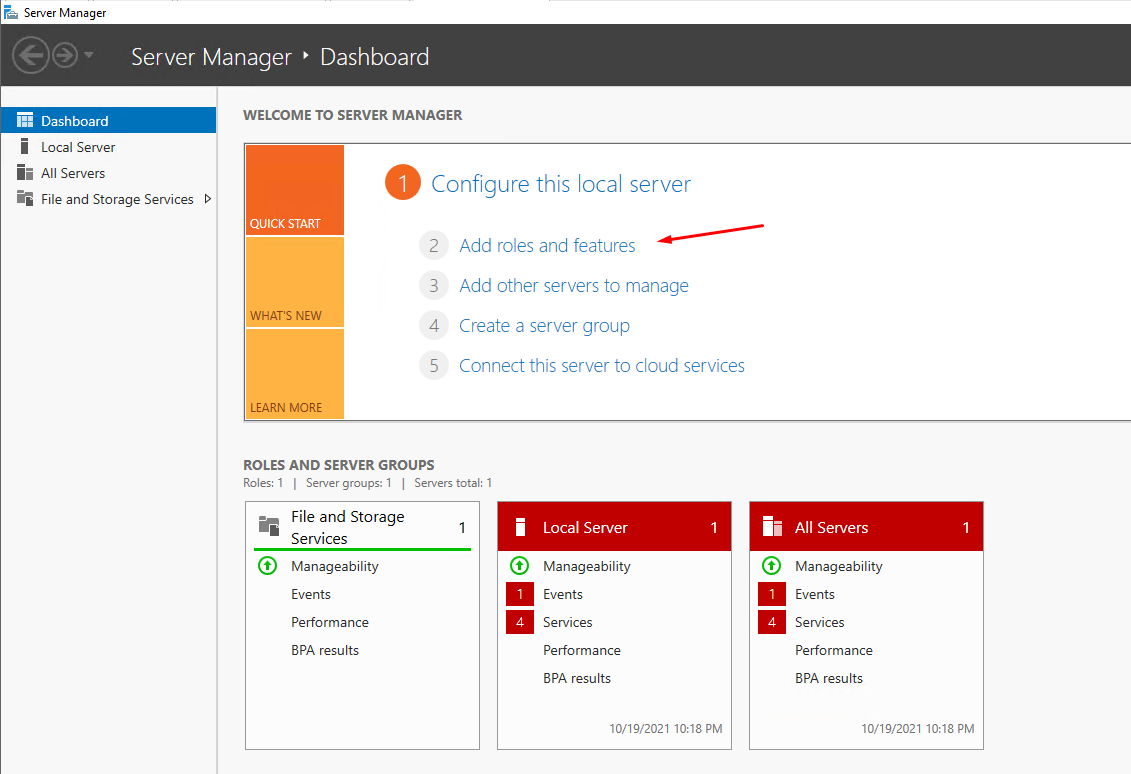 Server Manager
Server Manager ‣ Dashboard
Dashboard
Local Server
All Servers
File and Storage Services
WELCOME TO SERVER MANAGER
QUICK START
WHAT'S NEW
LEARN MORE
1 Configure this local server
2 Add roles and features
3 Add other servers to manage
4 Create a server group
5 Connect this server to cloud services
ROLES AND SERVER GROUPS
Roles: 1 | Server groups: 1 | Servers total: 1
File and Storage
Services 1
Manageability
Events
Performance
BPA results
Local Server 1
Manageability
1 Events
4 Services
Performance
BPA results
10/19/2021 10:18 PM
All Servers 1
Manageability
1 Events
4 Services
Performance
BPA results
10/19/2021 10:18 PM